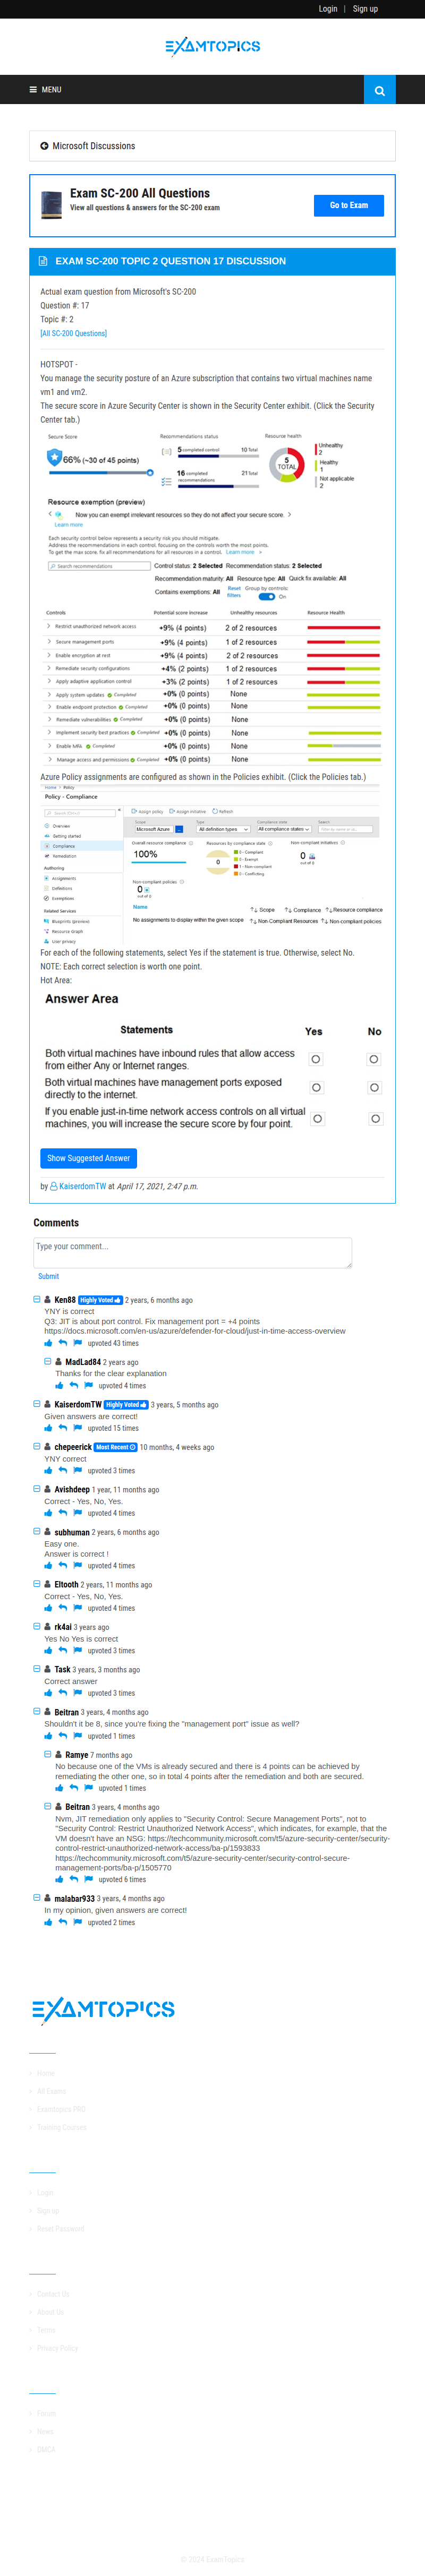 Login | Sign up
EXAMTOPICS
MENU
Microsoft Discussions
Exam SC-200 All Questions
View all questions & answers for the SC-200 exam
Go to Exam
EXAM SC-200 TOPIC 2 QUESTION 17 DISCUSSION
Actual exam question from Microsoft's SC-200
Question #: 17
Topic #: 2
[All SC-200 Questions]
HOTSPOT -
You manage the security posture of an Azure subscription that contains two virtual machines name
vm1 and vm2.
The secure score in Azure Security Center is shown in the Security Center exhibit. (Click the Security
Center tab.)
Secure Score
Recommendations status
Resource health
66% (~30 of 45 points)
5 completed control 10 Total
16 completed recommendations 21 Total
5 TOTAL
Unhealthy
2
Healthy
1
Not applicable
2
Resource exemption (preview)
Now you can exempt irrelevant resources so they do not affect your secure score.
Learn more
Each security control below represents a security risk you should mitigate.
Address the recommendations in each control, focusing on the controls worth the most points.
To get the max score, fix all recommendations for all resources in a control. Learn more >
Search recommendations
Control status: 2 Selected Recommendation status: 2 Selected
Recommendation maturity: All Resource type: All Quick fix available: All
Contains exemptions: All
Reset filters
Group by controls:
On
Controls Potential score increase Unhealthy resources Resource Health
Restrict unauthorized network access +9% (4 points) 2 of 2 resources
Secure management ports +9% (4 points) 1 of 2 resources
Enable encryption at rest +9% (4 points) 2 of 2 resources
Remediate security configurations +4% (2 points) 1 of 2 resources
Apply adaptive application control +3% (2 points) 1 of 2 resources
Apply system updates Completed +0% (0 points) None
Enable endpoint protection Completed +0% (0 points) None
Remediate vulnerabilities Completed +0% (0 points) None
Implement security best practices Completed +0% (0 points) None
Enable MFA Completed +0% (0 points) None
Manage access and permissions Completed +0% (0 points) None
Azure Policy assignments are configured as shown in the Policies exhibit. (Click the Policies tab.)
Home > Policy
Policy - Compliance
Search (Ctrl+/)
Overview
Getting started
Compliance
Remediation
Authoring
Assignments
Definitions
Exemptions
Related Services
Blueprints (preview)
Resource Graph
User privacy
Assign policy Assign initiative Refresh
Scope
Microsoft Azure
Type
All definition types
Compliance state
All compliance states
Search
Overall resource compliance
100%
Resources by compliance state
0
0 - Compliant
0 - Exempt
0 - Non-compliant
0 - Conflicting
Non-compliant initiatives
0
out of 0
Non-compliant policies
0
out of 0
Name
Scope
Compliance
Resource compliance
Non Compliant Resources
Non-compliant policies
No assignments to display within the given scope
For each of the following statements, select Yes if the statement is true. Otherwise, select No.
NOTE: Each correct selection is worth one point.
Hot Area:
Answer Area
Statements Yes No
Both virtual machines have inbound rules that allow access
from either Any or Internet ranges.
Both virtual machines have management ports exposed
directly to the internet.
If you enable just-in-time network access controls on all virtual
machines, you will increase the secure score by four point.
Show Suggested Answer
by KaiserdomTW at April 17, 2021, 2:47 p.m.
Comments
Type your comment...
Submit
Ken88 Highly Voted 2 years, 6 months ago
YNY is correct
Q3: JIT is about port control. Fix management port = +4 points
https://docs.microsoft.com/en-us/azure/defender-for-cloud/just-in-time-access-overview
upvoted 43 times
MadLad84 2 years ago
Thanks for the clear explanation
upvoted 4 times
KaiserdomTW Highly Voted 3 years, 5 months ago
Given answers are correct!
upvoted 15 times
chepeerick Most Recent 10 months, 4 weeks ago
YNY correct
upvoted 3 times
Avishdeep 1 year, 11 months ago
Correct - Yes, No, Yes.
upvoted 4 times
subhuman 2 years, 6 months ago
Easy one.
Answer is correct !
upvoted 4 times
Eltooth 2 years, 11 months ago
Correct - Yes, No, Yes.
upvoted 4 times
rk4ai 3 years ago
Yes No Yes is correct
upvoted 3 times
Task 3 years, 3 months ago
Correct answer
upvoted 3 times
Beitran 3 years, 4 months ago
Shouldn't it be 8, since you're fixing the "management port" issue as well?
upvoted 1 times
Ramye 7 months ago
No because one of the VMs is already secured and there is 4 points can be achieved by
remediating the other one, so in total 4 points after the remediation and both are secured.
upvoted 1 times
Beitran 3 years, 4 months ago
Nvm, JIT remediation only applies to "Security Control: Secure Management Ports", not to
"Security Control: Restrict Unauthorized Network Access", which indicates, for example, that the
VM doesn't have an NSG: https://techcommunity.microsoft.com/t5/azure-security-center/security-
control-restrict-unauthorized-network-access/ba-p/1593833
https://techcommunity.microsoft.com/t5/azure-security-center/security-control-secure-
management-ports/ba-p/1505770
upvoted 6 times
malabar933 3 years, 4 months ago
In my opinion, given answers are correct!
upvoted 2 times
EXAMTOPICS
Home
All Exams
Examtopics PRO
Training Courses
Login
Sign up
Reset Password
Contact Us
About Us
Terms
Privacy Policy
Forum
News
DMCA
© 2024 ExamTopics